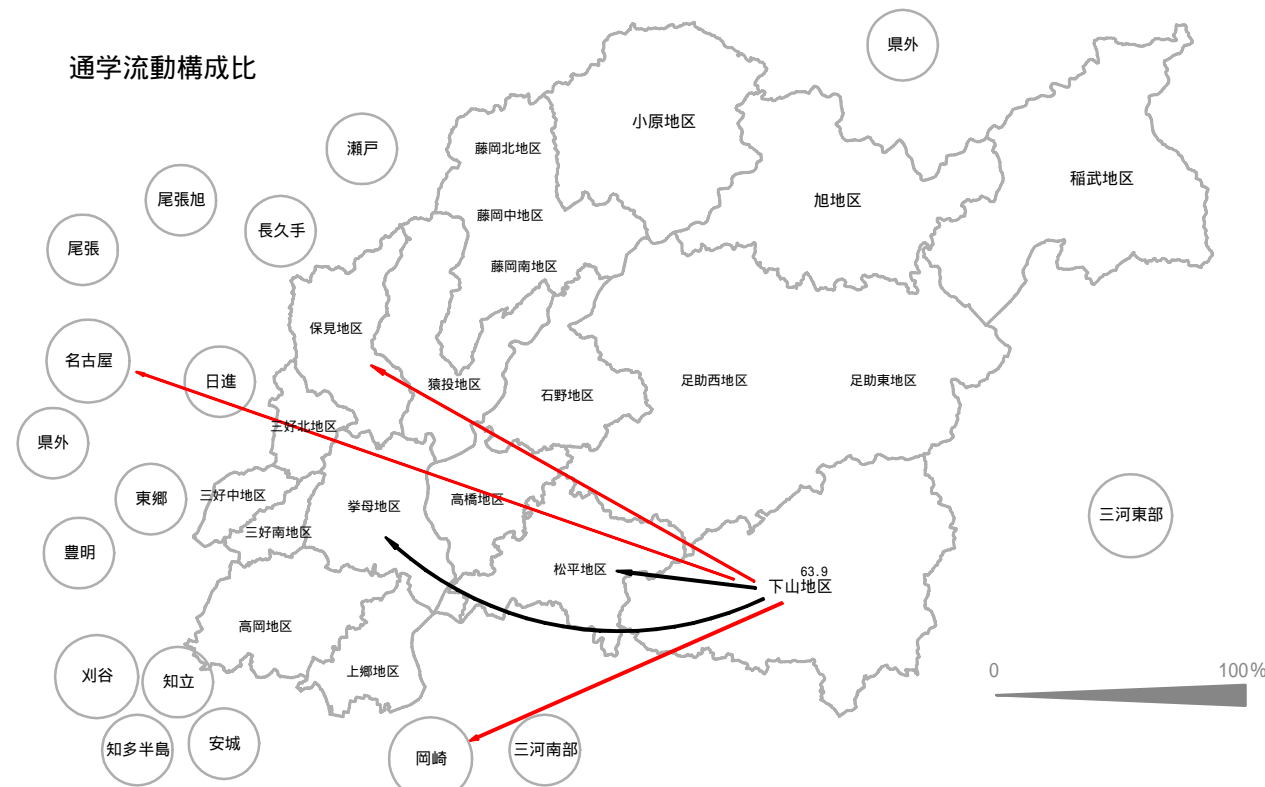 通学流動構成比
県外
小原地区
藤岡北地区
瀬戸
稲武地区
尾張旭
旭地区
藤岡中地区
長久手
尾張
藤岡南地区
保見地区
名古屋
日進
猿投地区
石野地区
足助西地区
足助東地区
三好北地区
県外
東郷
三好中地区
挙母地区
高橋地区
三河東部
三好南地区
豊明
松平地区
63.9
下山地区
高岡地区
上郷地区
0
100%
刈谷
知立
知多半島
安城
岡崎
三河南部